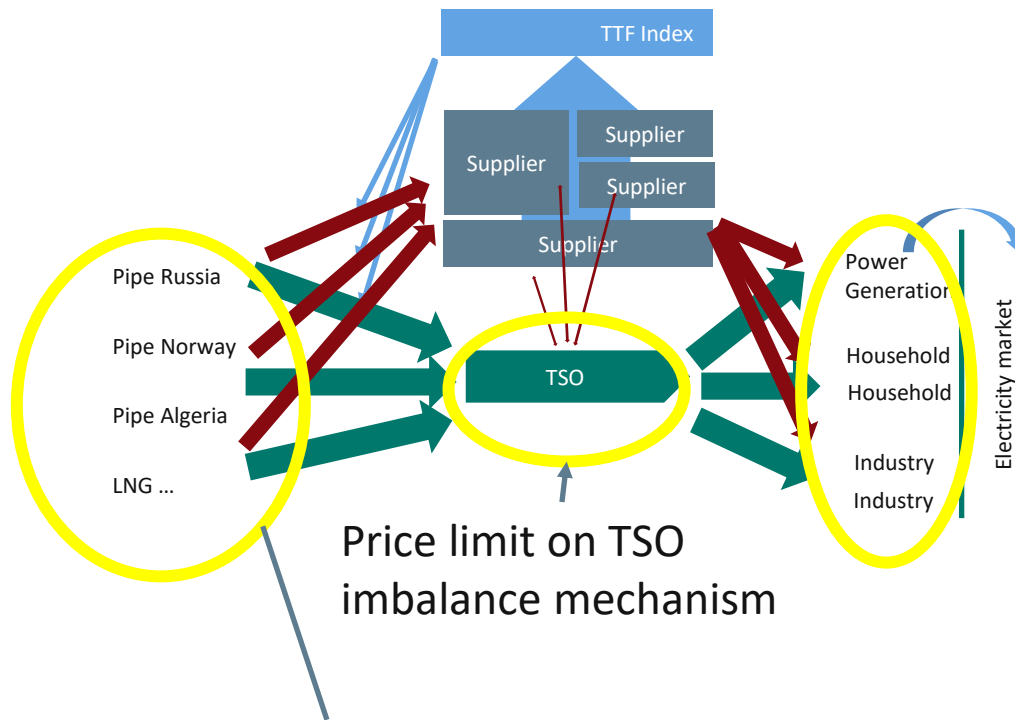 TTF Index
Supplier
Supplier
Supplier
Supplier
Pipe Russia
Pipe Norway
Pipe Algeria
LNG ...
TSO
Power
Generation
Household
Household
Industry
Industry
Electricity market
Price limit on TSO
imbalance mechanism